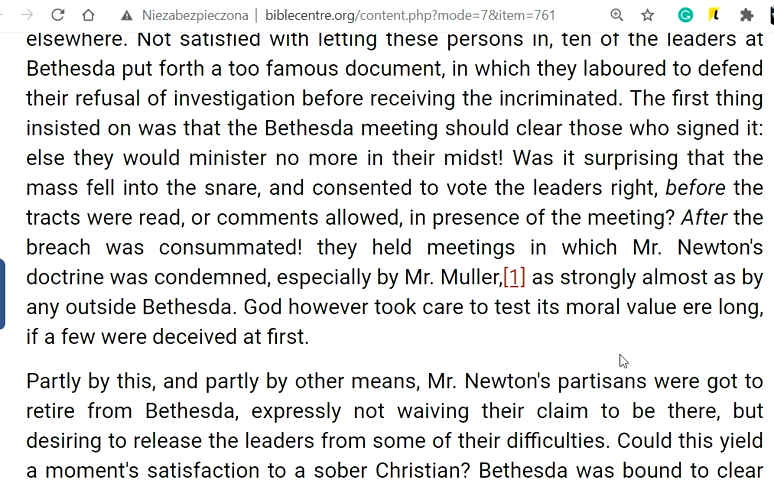 Niezabezpieczona | biblecentre.org/content.php?mode=7&item=761
elsewhere. Not satisfied with letting these persons in, ten of the leaders at
Bethesda put forth a too famous document, in which they laboured to defend
their refusal of investigation before receiving the incriminated. The first thing
insisted on was that the Bethesda meeting should clear those who signed it:
else they would minister no more in their midst! Was it surprising that the
mass fell into the snare, and consented to vote the leaders right, before the
tracts were read, or comments allowed, in presence of the meeting? After the
breach was consummated! they held meetings in which Mr. Newton's
doctrine was condemned, especially by Mr. Muller,[1] as strongly almost as by
any outside Bethesda. God however took care to test its moral value ere long,
if a few were deceived at first.
Partly by this, and partly by other means, Mr. Newton's partisans were got to
retire from Bethesda, expressly not waiving their claim to be there, but
desiring to release the leaders from some of their difficulties. Could this yield
a moment's satisfaction to a sober Christian? Bethesda was bound to clear